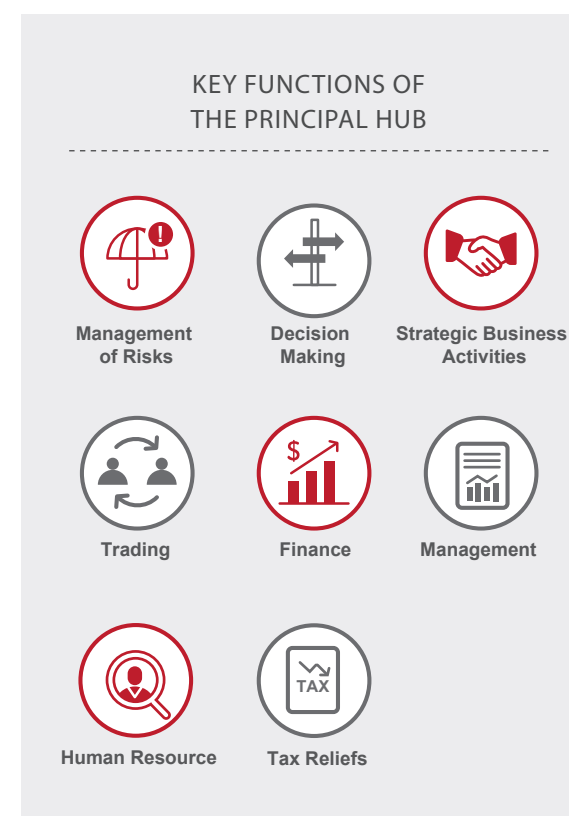 KEY FUNCTIONS OF
THE PRINCIPAL HUB
!
Management
of Risks
Decision
Making
Strategic Business
Activities
Trading
$
Finance
Management
Human Resource
TAX
Tax Reliefs